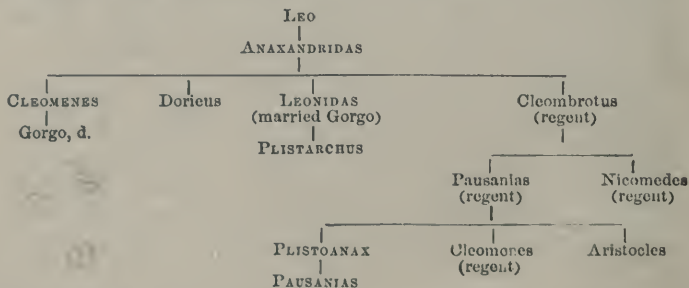 LEO
ANAXANDRIDAS
CLEOMENES Doricus LEONIDAS Cleombrotus
(married Gorgo) (regent)
Gorgo, d.
PLISTARCHUS
Pausanias Nicomedes
(regent) (regent)
PLISTOANAX Cleomenes Aristocles
(regent)
PAUSANIAS